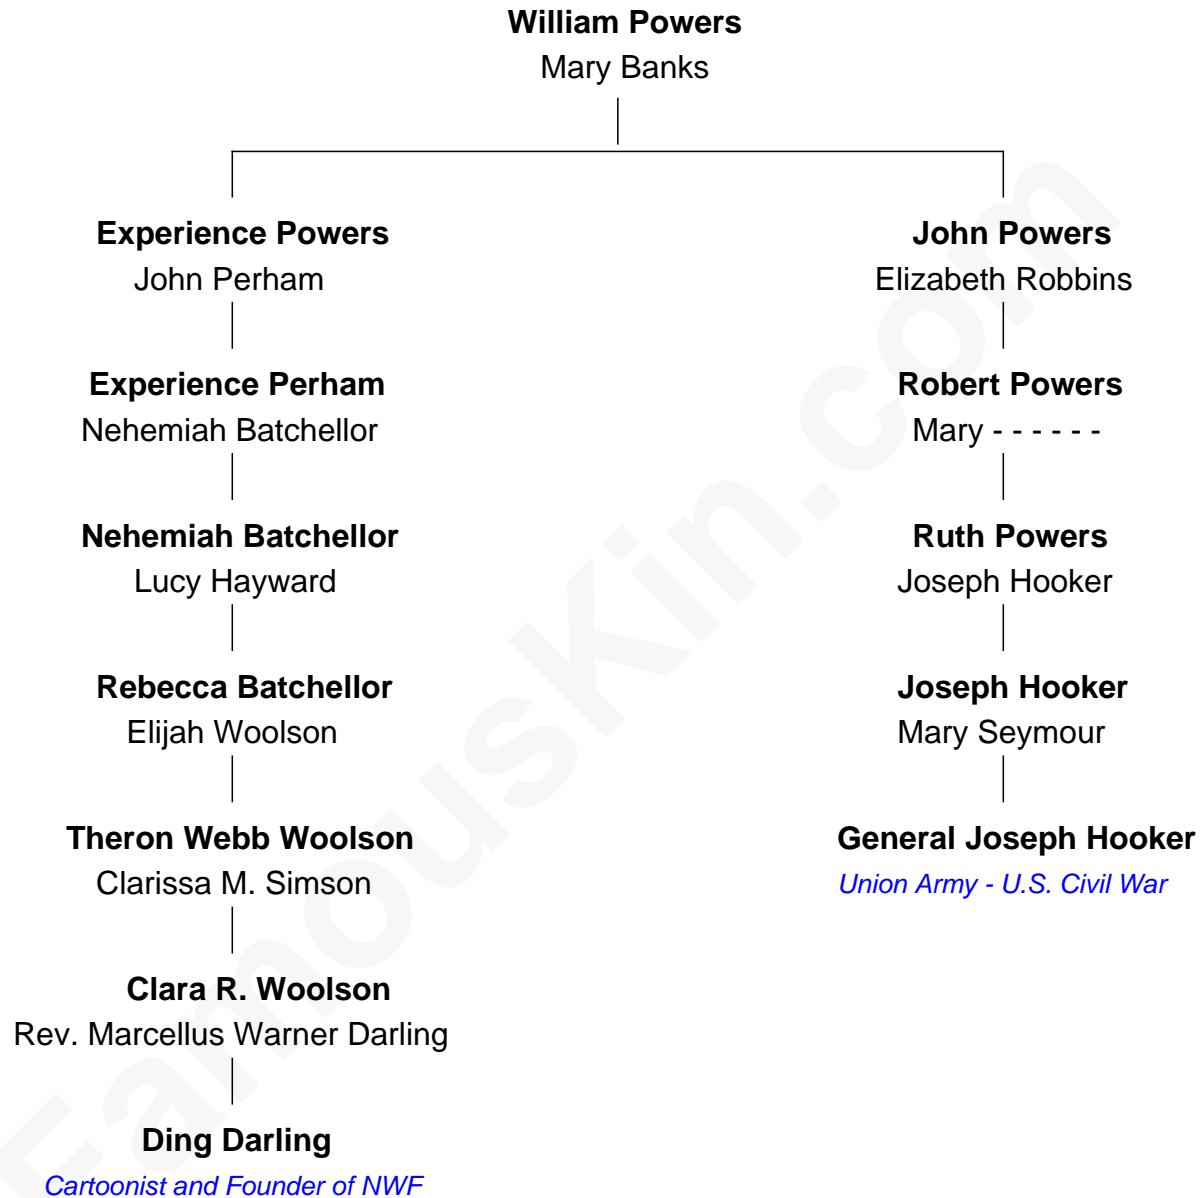 William Powers
Mary Banks
Experience Powers
John Perham
John Powers
Elizabeth Robbins
Experience Perham
Nehemiah Batchellor
Robert Powers
Mary - - - - - -
Nehemiah Batchellor
Lucy Hayward
Ruth Powers
Joseph Hooker
Rebecca Batchellor
Elijah Woolson
Joseph Hooker
Mary Seymour
Theron Webb Woolson
Clarissa M. Simson
General Joseph Hooker
Union Army - U.S. Civil War
Clara R. Woolson
Rev. Marcellus Warner Darling
Ding Darling
Cartoonist and Founder of NWF
FamousKin.com